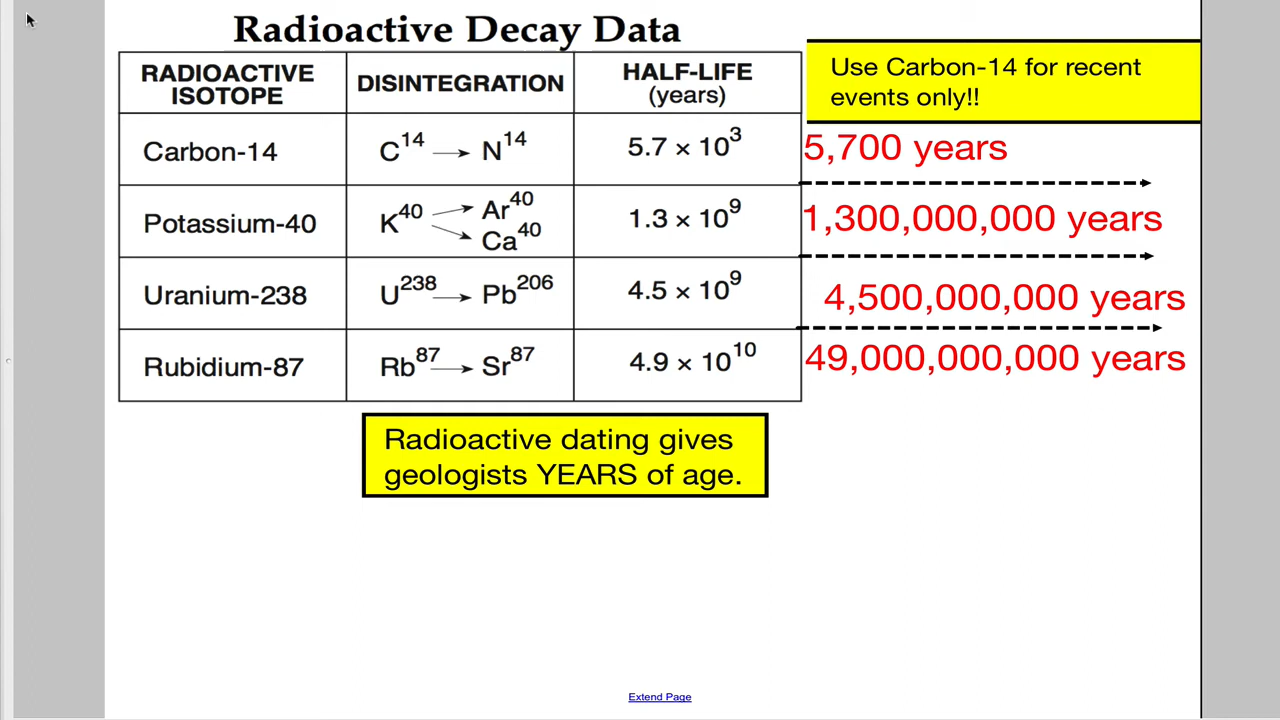 Radioactive Decay Data
RADIOACTIVE
ISOTOPE
DISINTEGRATION
HALF-LIFE
(years)
Use Carbon-14 for recent
events only!!
Carbon-14
C¹⁴ → N¹⁴
5.7 × 10³
5,700 years
Potassium-40
K⁴⁰ → Ar⁴⁰
→ Ca⁴⁰
1.3 × 10⁹
1,300,000,000 years
Uranium-238
U²³⁸ → Pb²⁰⁶
4.5 × 10⁹
4,500,000,000 years
Rubidium-87
Rb⁸⁷ → Sr⁸⁷
4.9 × 10¹⁰
49,000,000,000 years
Radioactive dating gives
geologists YEARS of age.
Extend Page